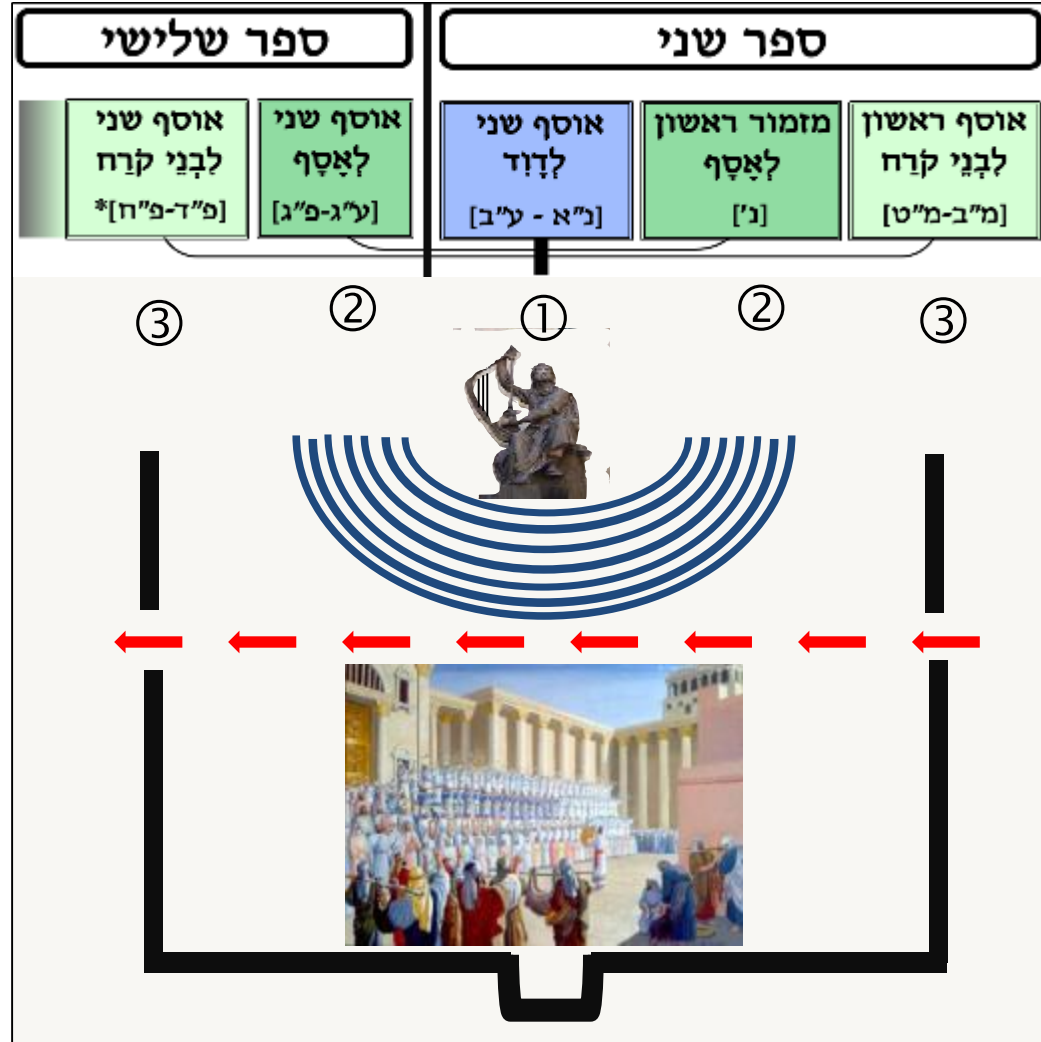 ספר שני
ספר שלישי
אוסף ראשון
לִבְנֵי קֹרַח
[מ״ב-מ״ט]
מזמור ראשון
לְאָסָף
[נ׳]
אוסף שני
לְדָוִד
[נ״א - ע״ב]
אוסף שני
לְאָסָף
[ע״ג-פ״ג]
אוסף שני
לִבְנֵי קֹרַח
[פ״ד-פ״ח]*
③ ② ① ② ③